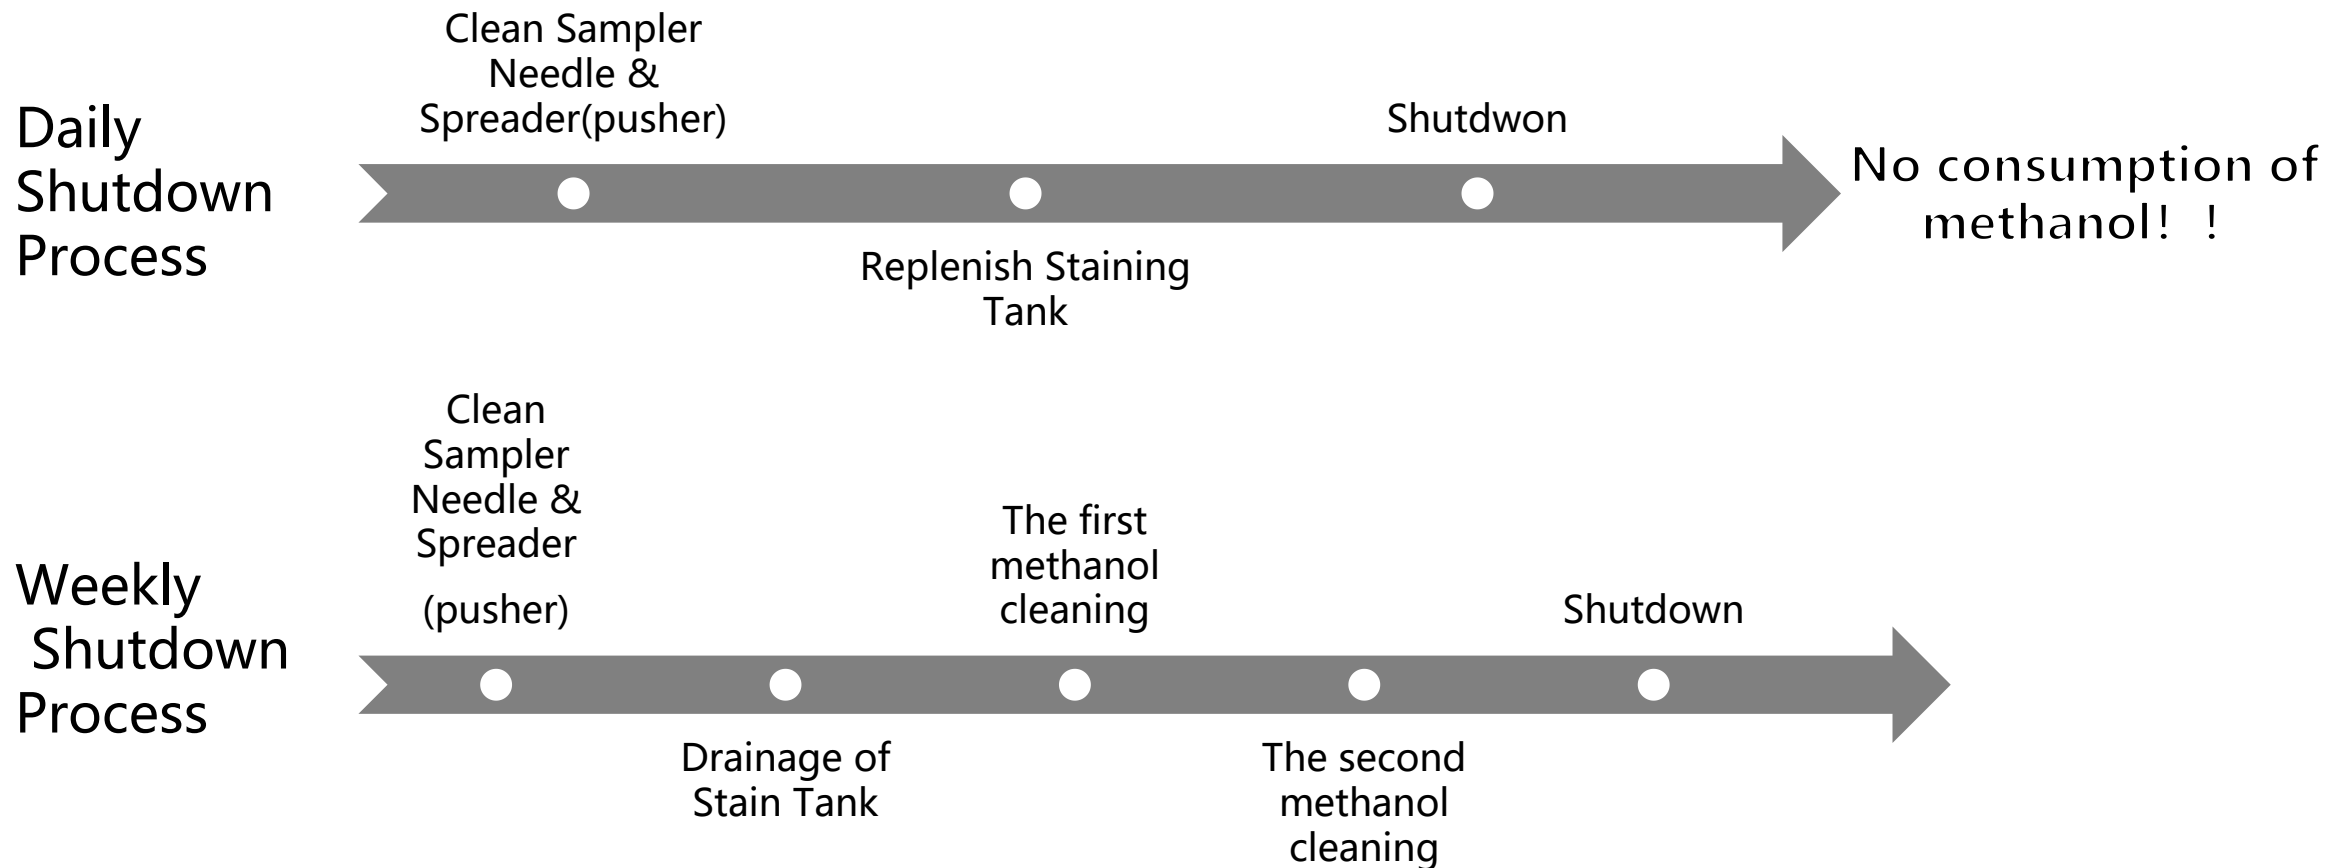 Daily
Shutdown
Process
Clean Sampler
Needle &
Spreader(pusher)
Replenish Staining
Tank
Shutdwon
No consumption of
methanol！！
Weekly
Shutdown
Process
Clean
Sampler
Needle &
Spreader
(pusher)
Drainage of
Stain Tank
The first
methanol
cleaning
The second
methanol
cleaning
Shutdown